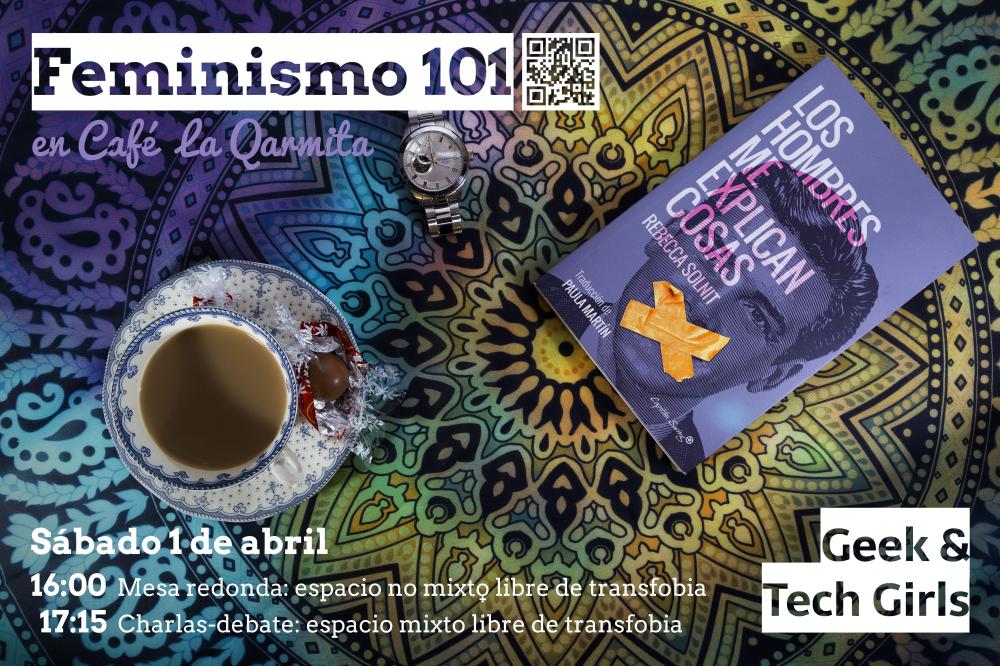 Feminismo 101
en Café La Qarmita
LOS
HOMBRES
ME EXPLICAN
COSAS
REBECCA SOLNIT
Traducción de
PAULA MARTÍN
Capitán Swing
Sábado 1 de abril
16:00 Mesa redonda: espacio no mixto libre de transfobia
17:15 Charlas-debate: espacio mixto libre de transfobia
Geek &
Tech Girls